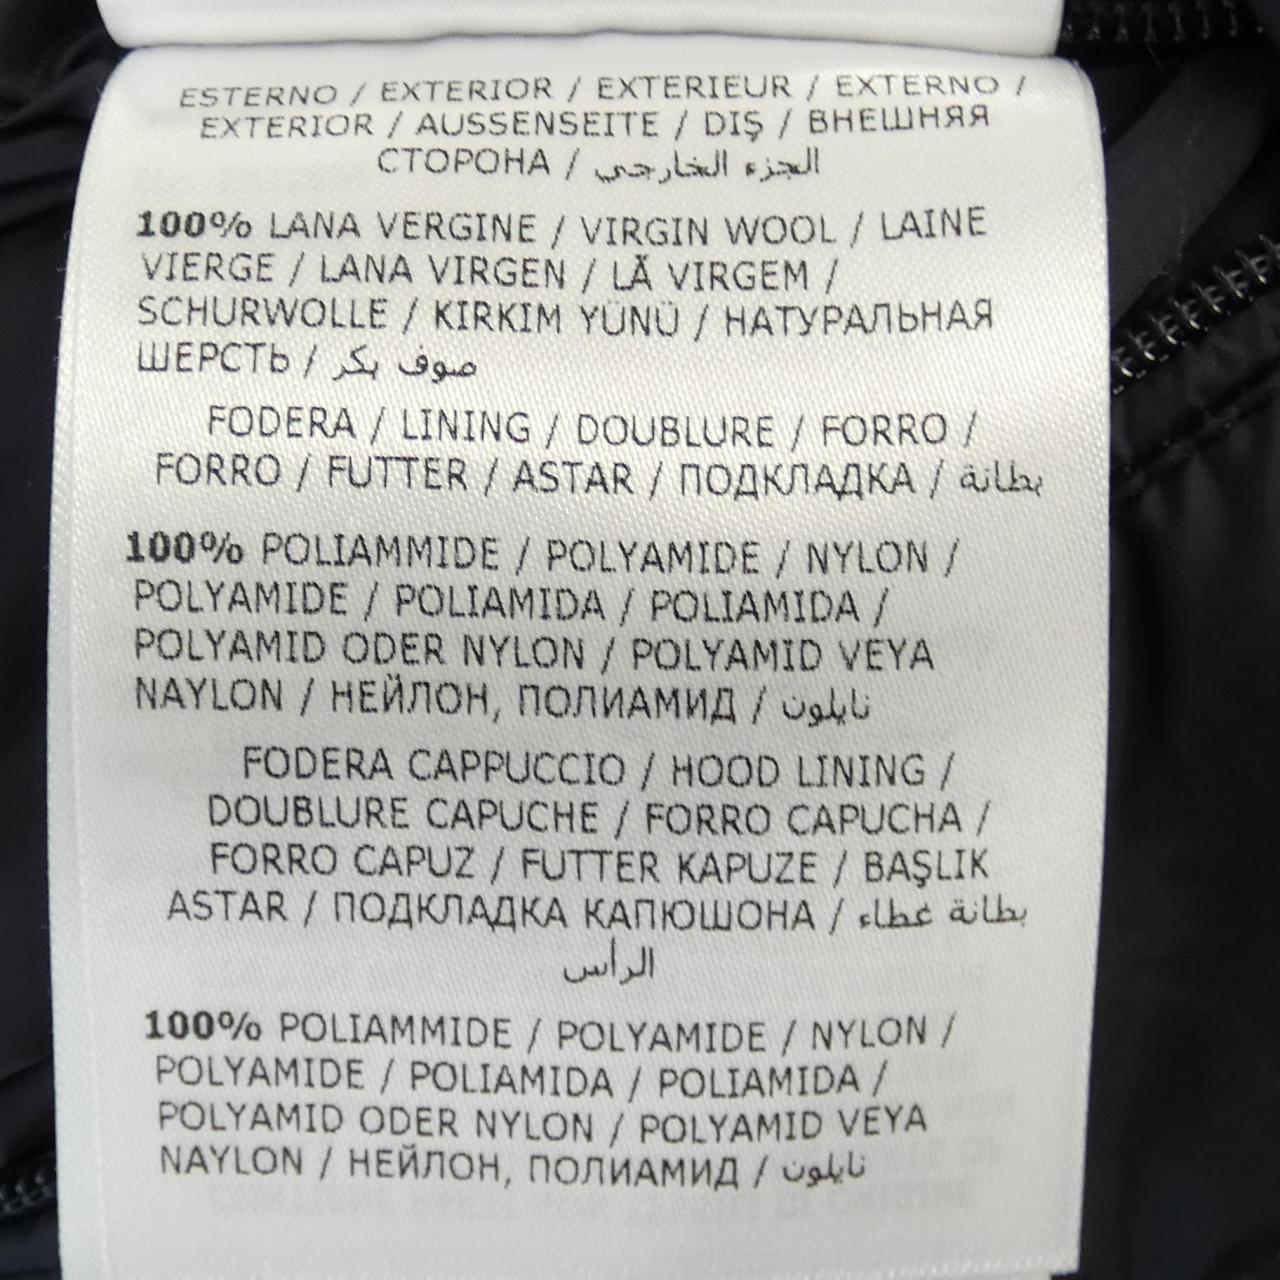 ESTERNO / EXTERIOR / EXTERIEUR / EXTERNO /
EXTERIOR / AUSSENSEITE / DIŞ / ВНЕШНЯЯ
СТОРОНА / الجزء الخارجي
100% LANA VERGINE / VIRGIN WOOL / LAINE
VIERGE / LANA VIRGEN / LÃ VIRGEM /
SCHURWOLLE / KIRKIM YÜNÜ / НАТУРАЛЬНАЯ
ШЕРСТЬ / صوف بكر
FODERA / LINING / DOUBLURE / FORRO /
FORRO / FUTTER / ASTAR / ПОДКЛАДКА / بطانة
100% POLIAMMIDE / POLYAMIDE / NYLON /
POLYAMIDE / POLIAMIDA / POLIAMIDA /
POLYAMID ODER NYLON / POLYAMID VEYA
NAYLON / НЕЙЛОН, ПОЛИАМИД / نايلون
FODERA CAPPUCCIO / HOOD LINING /
DOUBLURE CAPUCHE / FORRO CAPUCHA /
FORRO CAPUZ / FUTTER KAPUZE / BAŞLIK
ASTAR / ПОДКЛАДКА КАПЮШОНА / بطانة غطاء
الرأس
100% POLIAMMIDE / POLYAMIDE / NYLON /
POLYAMIDE / POLIAMIDA / POLIAMIDA /
POLYAMID ODER NYLON / POLYAMID VEYA
NAYLON / НЕЙЛОН, ПОЛИАМИД / نايلون